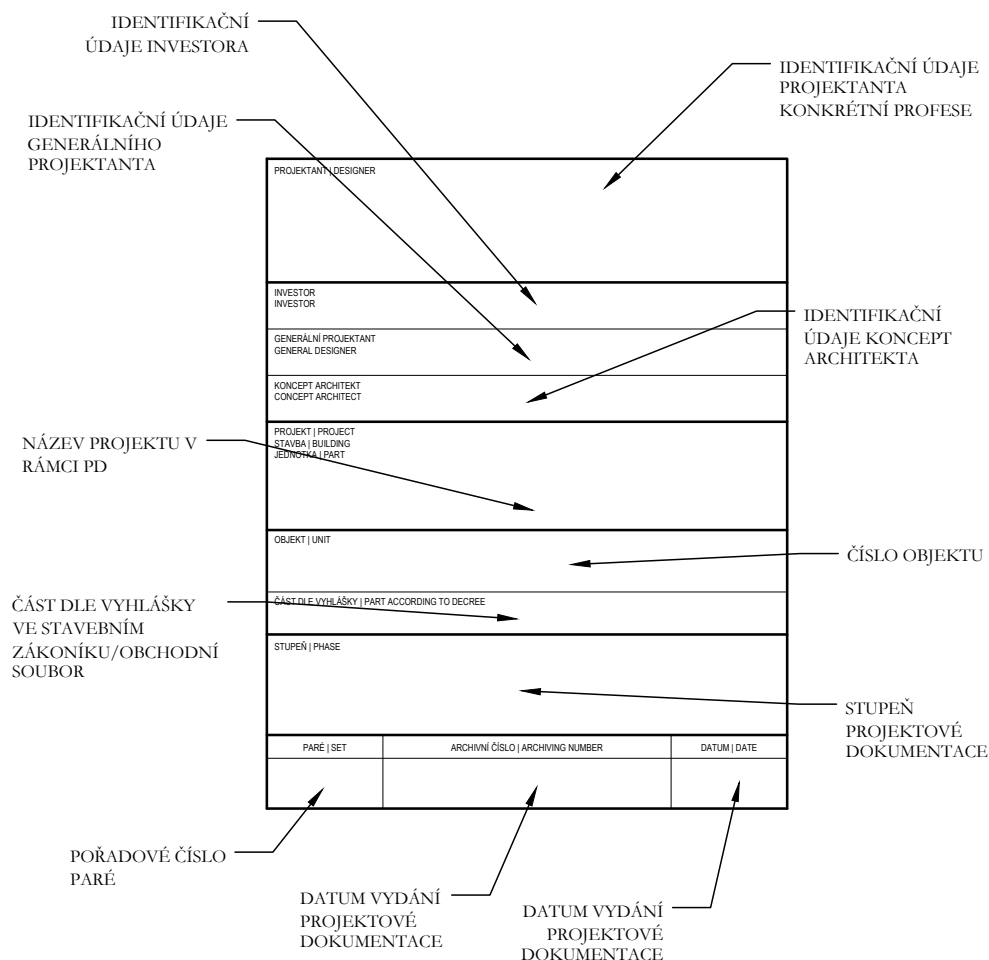 IDENTIFIKAČNÍ
ÚDAJE INVESTORA
IDENTIFIKAČNÍ ÚDAJE
PROJEKTANTA
KONKRÉTNÍ PROFESE
IDENTIFIKAČNÍ ÚDAJE
GENERÁLNÍHO
PROJEKTANTA
PROJEKTANT | DESIGNER
INVESTOR
INVESTOR
GENERÁLNÍ PROJEKTANT
GENERAL DESIGNER
IDENTIFIKAČNÍ
ÚDAJE KONCEPT
ARCHITEKTA
KONCEPT ARCHITEKT
CONCEPT ARCHITECT
PROJEKT | PROJECT
STAVBA | BUILDING
JEDNOTKA | PART
NÁZEV PROJEKTU V
RÁMCI PD
OBJEKT | UNIT
ČÍSLO OBJEKTU
ČÁST DLE VYHLÁŠKY | PART ACCORDING TO DECREE
ČÁST DLE VYHLÁŠKY
VE STAVEBNÍM
ZÁKONÍKU/OBCHODNÍ
SOUBOR
STUPEŇ | PHASE
STUPEŇ
PROJEKTOVÉ
DOKUMENTACE
PARÉ | SET
ARCHIVNÍ ČÍSLO | ARCHIVING NUMBER
DATUM | DATE
POŘADOVÉ ČÍSLO
PARÉ
DATUM VYDÁNÍ
PROJEKTOVÉ
DOKUMENTACE
DATUM VYDÁNÍ
PROJEKTOVÉ
DOKUMENTACE